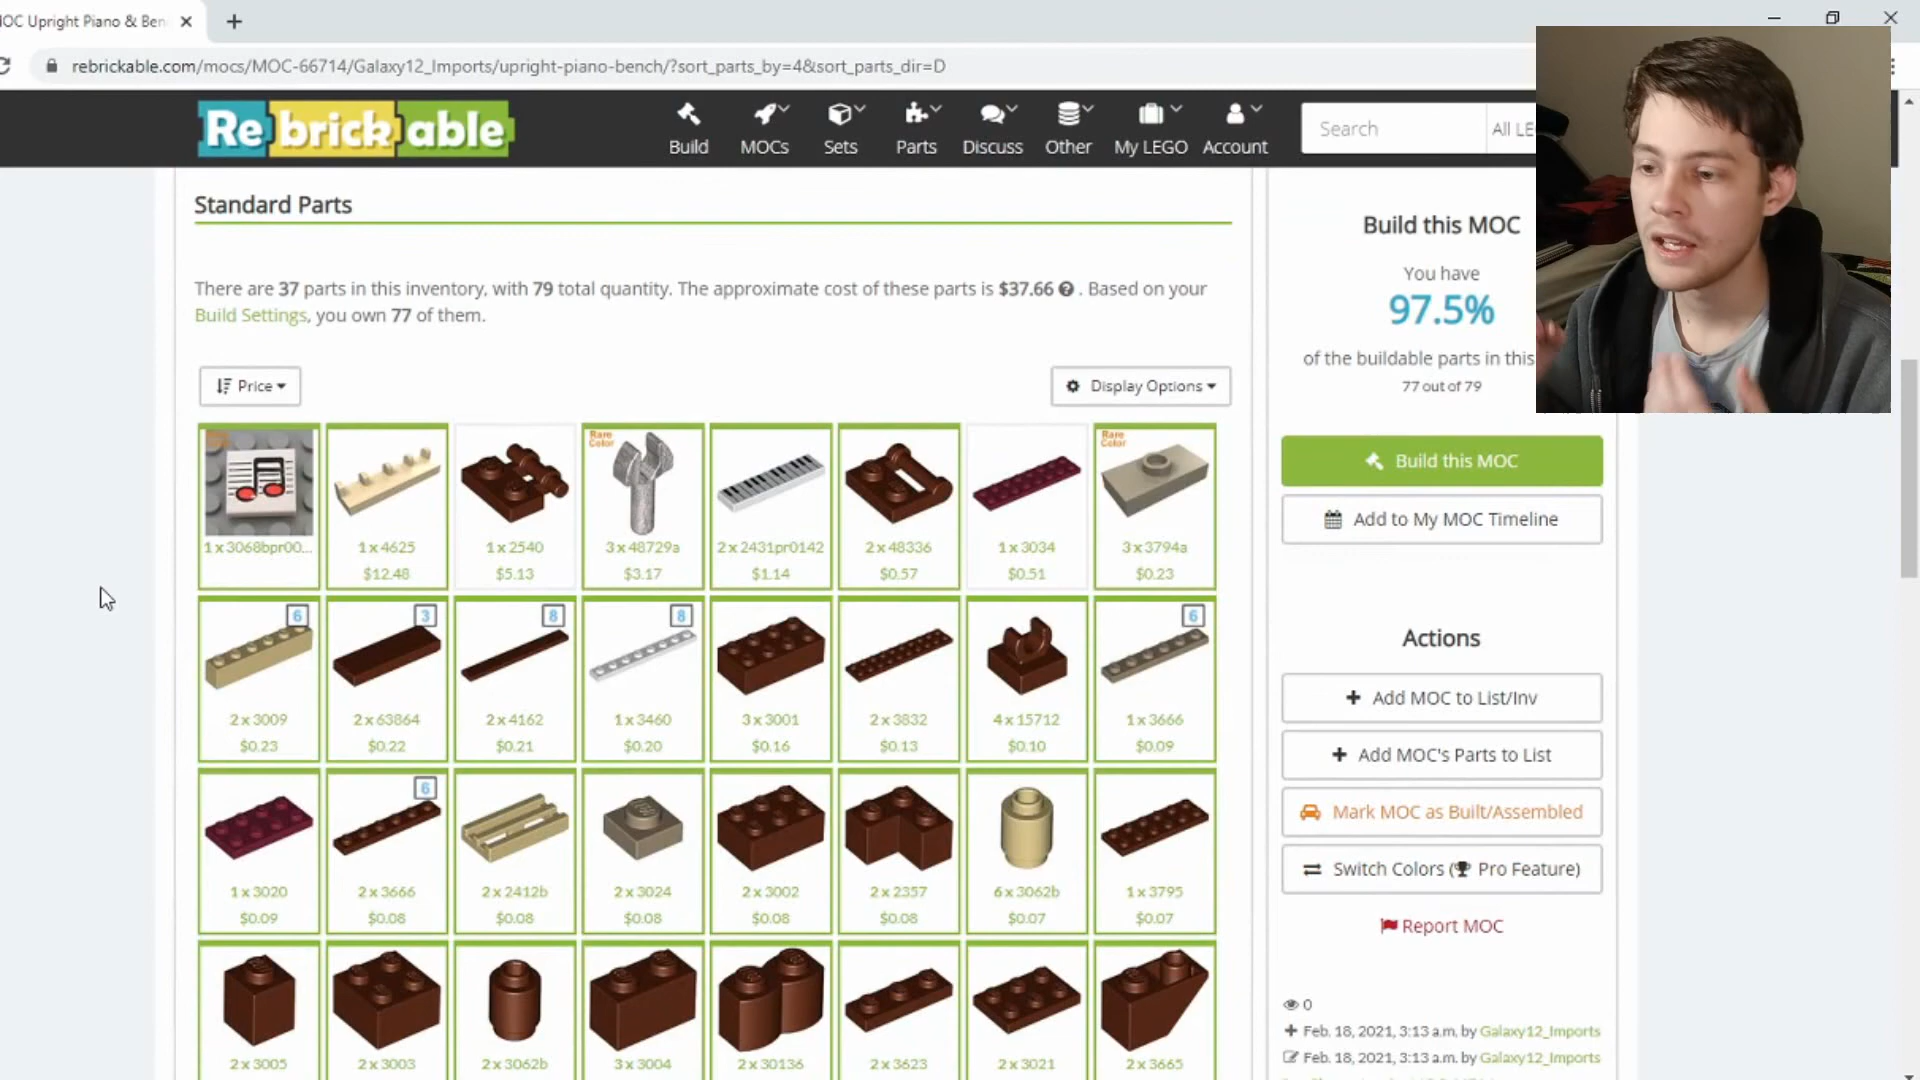 MOC Upright Piano & Ben
rebrickable.com/mocs/MOC-66714/Galaxy12_Imports/upright-piano-bench/?sort_parts_by=4&sort_parts_dir=D
Rebrickable
Build
MOCs
Sets
Parts
Discuss
Other
My LEGO
Account
Search
All LE
Standard Parts
There are 37 parts in this inventory, with 79 total quantity. The approximate cost of these parts is $37.66 . Based on your
Build Settings, you own 77 of them.
Price
Display Options
Rare Color
Rare Color
1 x 3068bpr00...
1 x 4625
1 x 2540
3 x 48729a
2 x 2431pr0142
2 x 48336
1 x 3034
3 x 3794a
$12.48
$5.13
$3.17
$1.14
$0.57
$0.51
$0.23
6
3
8
8
6
2 x 3009
2 x 63864
2 x 4162
1 x 3460
3 x 3001
2 x 3832
4 x 15712
1 x 3666
$0.23
$0.22
$0.21
$0.20
$0.16
$0.13
$0.10
$0.09
6
1 x 3020
2 x 3666
2 x 2412b
2 x 3024
2 x 3002
2 x 2357
6 x 3062b
1 x 3795
$0.09
$0.08
$0.08
$0.08
$0.08
$0.08
$0.07
$0.07
2 x 3005
2 x 3003
2 x 3062b
3 x 3004
2 x 30136
2 x 3623
2 x 3021
2 x 3665
Build this MOC
You have
97.5%
of the buildable parts in this
77 out of 79
Build this MOC
Add to My MOC Timeline
Actions
Add MOC to List/Inv
Add MOC's Parts to List
Mark MOC as Built/Assembled
Switch Colors ( Pro Feature)
Report MOC
0
Feb. 18, 2021, 3:13 a.m. by Galaxy12_Imports
Feb. 18, 2021, 3:13 a.m. by Galaxy12_Imports